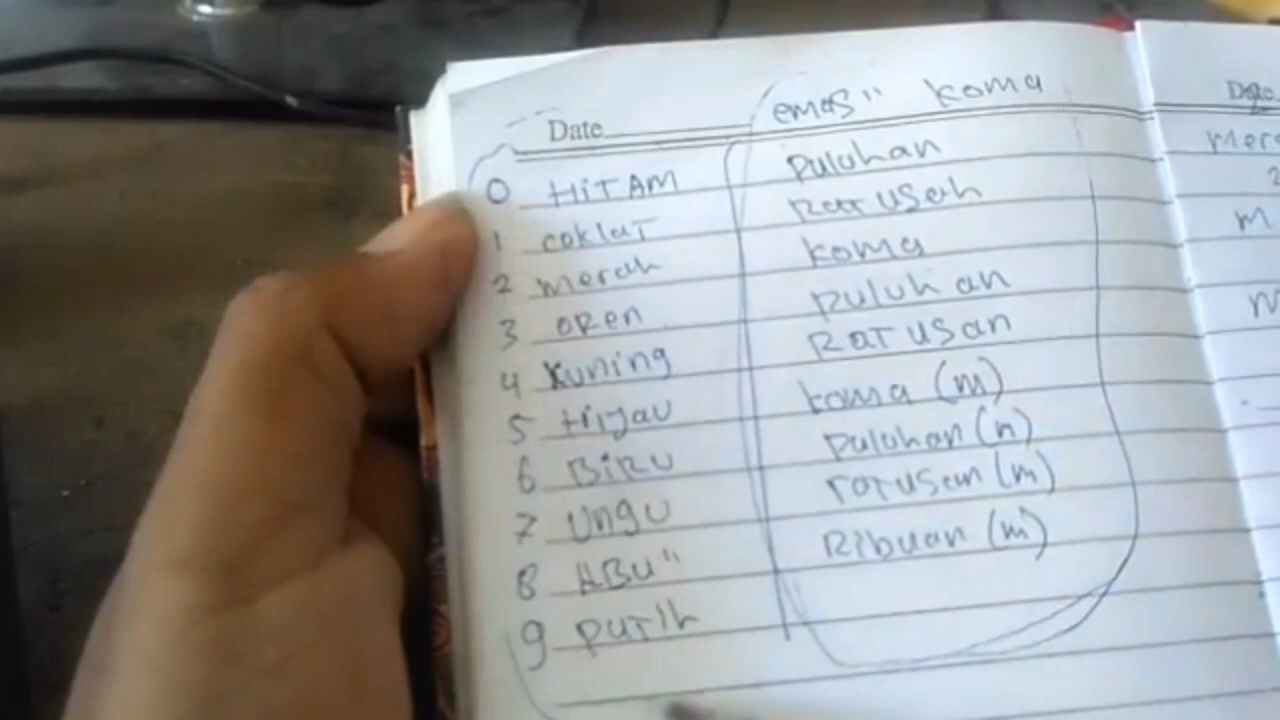 emas" koma
Date
Date
0 HITAM puluhan
1 coklat Ratusan
2 merah koma
3 oren puluhan
4 kuning Ratusan
5 Hijau koma (m)
6 BIRU puluhan (n)
7 ungu ratusan (m)
8 ABU" Ribuan (m)
9 putih